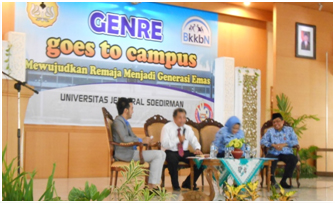 GENRE
BkkbN
goes to campus
Mewujudkan Remaja Menjadi Generasi Emas
UNIVERSITAS JENDERAL SOEDIRMAN